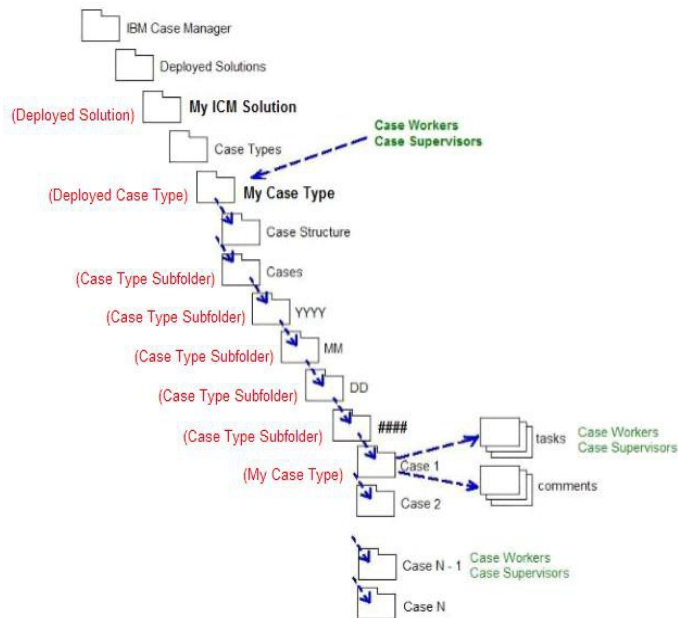 IBM Case Manager
Deployed Solutions
(Deployed Solution) My ICM Solution
Case Workers
Case Supervisors
Case Types
(Deployed Case Type) My Case Type
Case Structure
(Case Type Subfolder) Cases
(Case Type Subfolder) YYYY
(Case Type Subfolder) MM
(Case Type Subfolder) DD
(Case Type Subfolder) ####
tasks Case Workers
Case Supervisors
(My Case Type) Case 1
comments
Case 2
Case N - 1 Case Workers
Case Supervisors
Case N